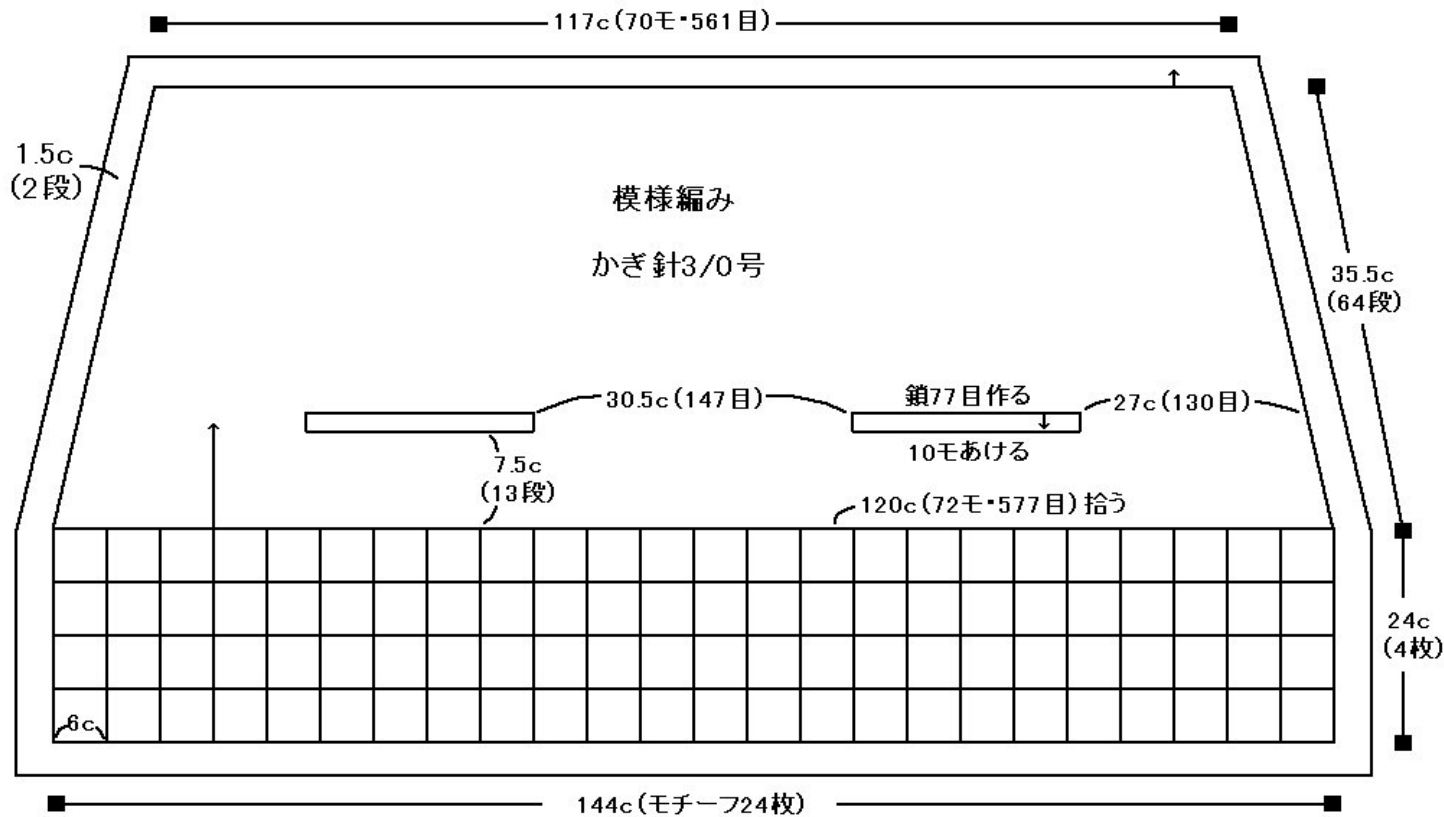 117c(70モ・561目)
1.5c
(2段)
模様編み
かぎ針3/0号
35.5c
(64段)
30.5c(147目)
鎖77目作る
27c(130目)
10モあける
7.5c
(13段)
120c(72モ・577目)拾う
24c
(4枚)
6c
144c(モチーフ24枚)